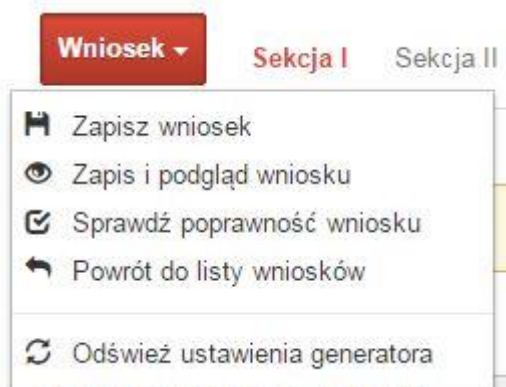 Wniosek Sekcja I Sekcja II
Zapisz wniosek
Zapis i podgląd wniosku
Sprawdź poprawność wniosku
Powrót do listy wniosków
Odśwież ustawienia generatora